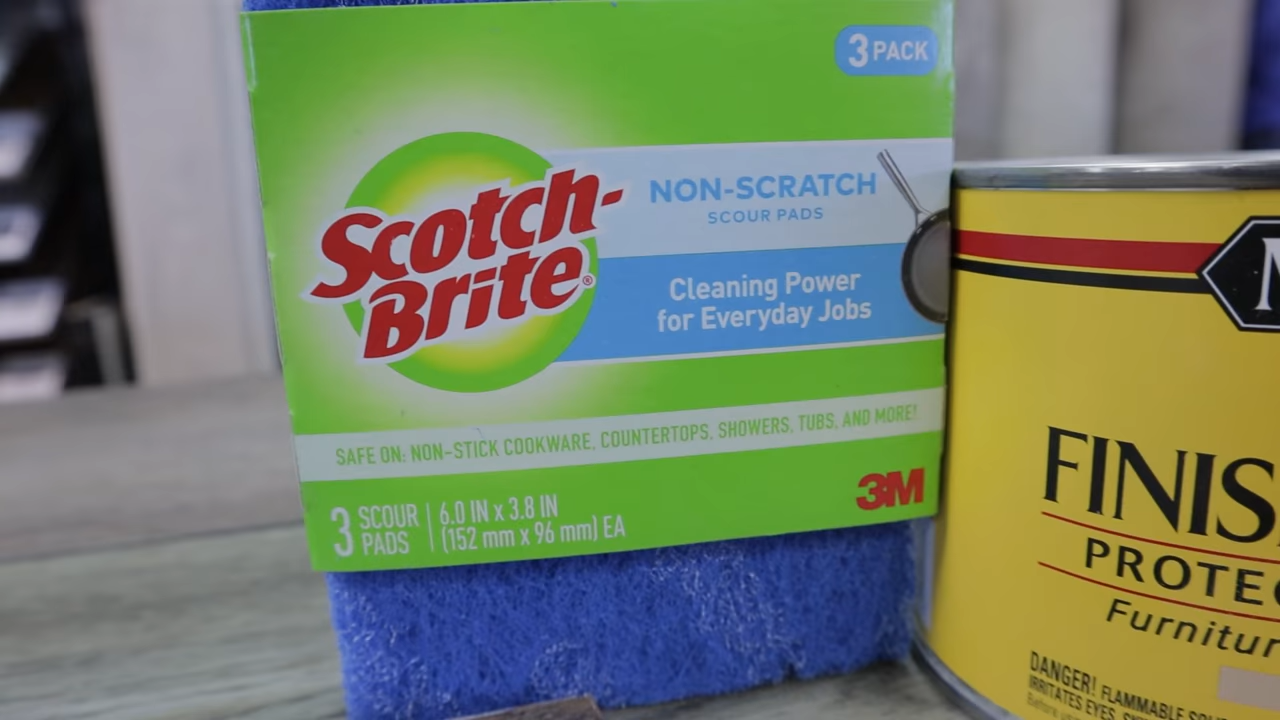 3 PACK
SCOTCH-
BRITE®
NON-SCRATCH
SCOUR PADS
Cleaning Power
for Everyday Jobs
SAFE ON: NON-STICK COOKWARE, COUNTERTOPS, SHOWERS, TUBS, AND MORE!
3 SCOUR PADS
6.0 IN x 3.8 IN
(152 mm x 96 mm) EA
3M
FINIS
PROTEC
Furnitur
DANGER! FLAMMABLE
IRRITATES EYES,